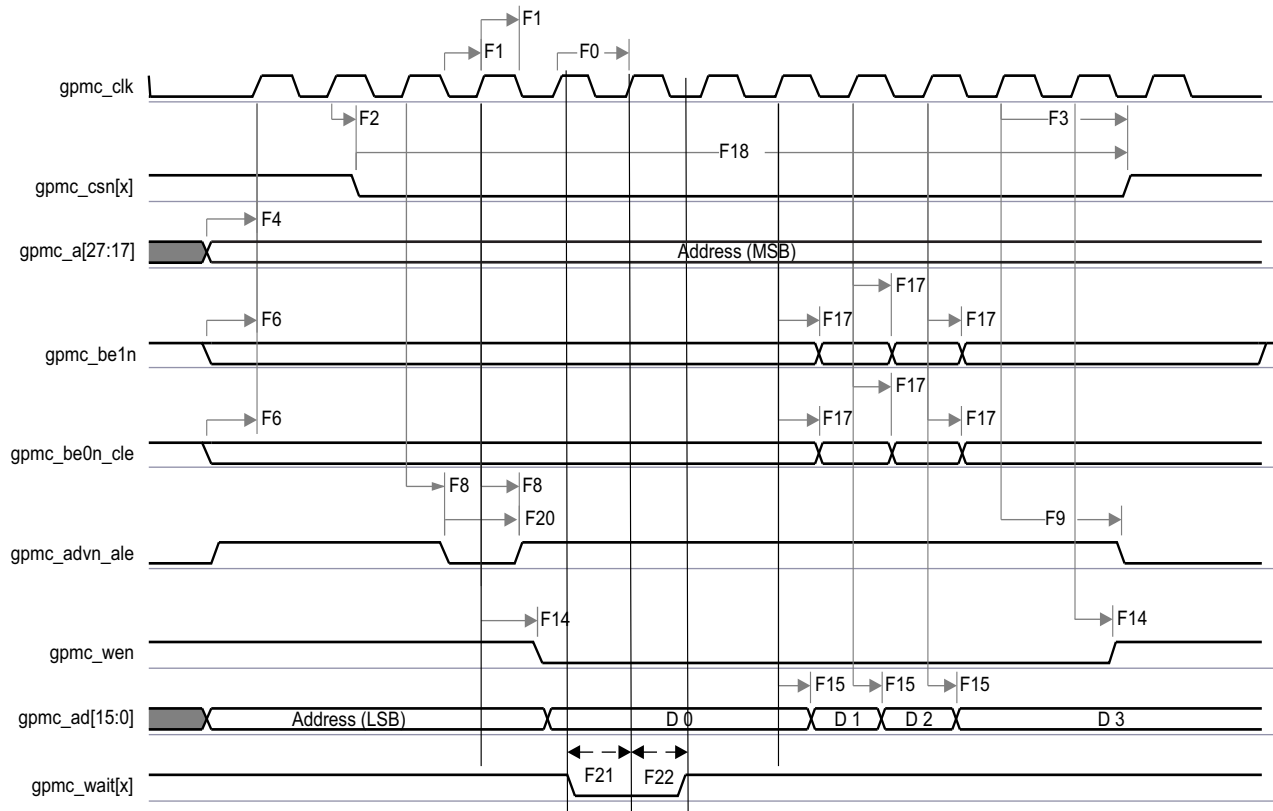 F1
F1
F0
gpmc_clk
F2
F3
F18
gpmc_csn[x]
F4
gpmc_a[27:17]
Address (MSB)
F17
F6
F17
F17
gpmc_be1n
F17
F6
F17
F17
gpmc_be0n_cle
F8
F8
F20
F9
gpmc_advn_ale
F14
F14
gpmc_wen
F15
F15
F15
gpmc_ad[15:0]
Address (LSB)
D 0
D 1
D 2
D 3
F21
F22
gpmc_wait[x]